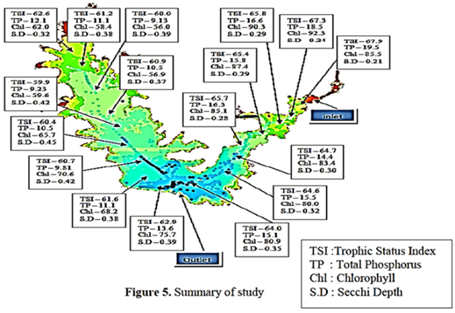 TSI-62.6
TP-12.1
Chl-62.0
S.D-0.32
TSI-61.2
TP-11.1
Chl-58.4
S.D-0.38
TSI-60.0
TP-9.13
Chl-56.0
S.D-0.39
TSI-65.8
TP-16.6
Chl-90.3
S.D-0.29
TSI-67.3
TP-18.5
Chl-92.3
S.D-0.24
TSI-67.9
TP-19.5
Chl-85.5
S.D-0.21
TSI-60.9
TP-10.5
Chl-56.9
S.D-0.37
TSI-65.4
TP-15.8
Chl-87.4
S.D-0.29
TSI-59.9
TP-9.23
Chl-59.6
S.D-0.42
TSI-65.7
TP-16.3
Chl-85.1
S.D-0.28
Inlet
TSI-60.4
TP-10.5
Chl-65.7
S.D-0.45
TSI-64.7
TP-14.4
Chl-83.4
S.D-0.30
TSI-60.7
TP-9.81
Chl-70.6
S.D-0.42
TSI-61.6
TP-11.1
Chl-68.2
S.D-0.38
TSI-64.6
TP-15.5
Chl-80.0
S.D-0.32
TSI-62.9
TP-13.6
Chl-75.7
S.D-0.39
TSI-64.0
TP-15.1
Chl-80.9
S.D-0.35
Outlet
TSI :Trophic Status Index
TP : Total Phosphorus
Chl : Chlorophyll
S.D : Secchi Depth
Figure 5. Summary of study